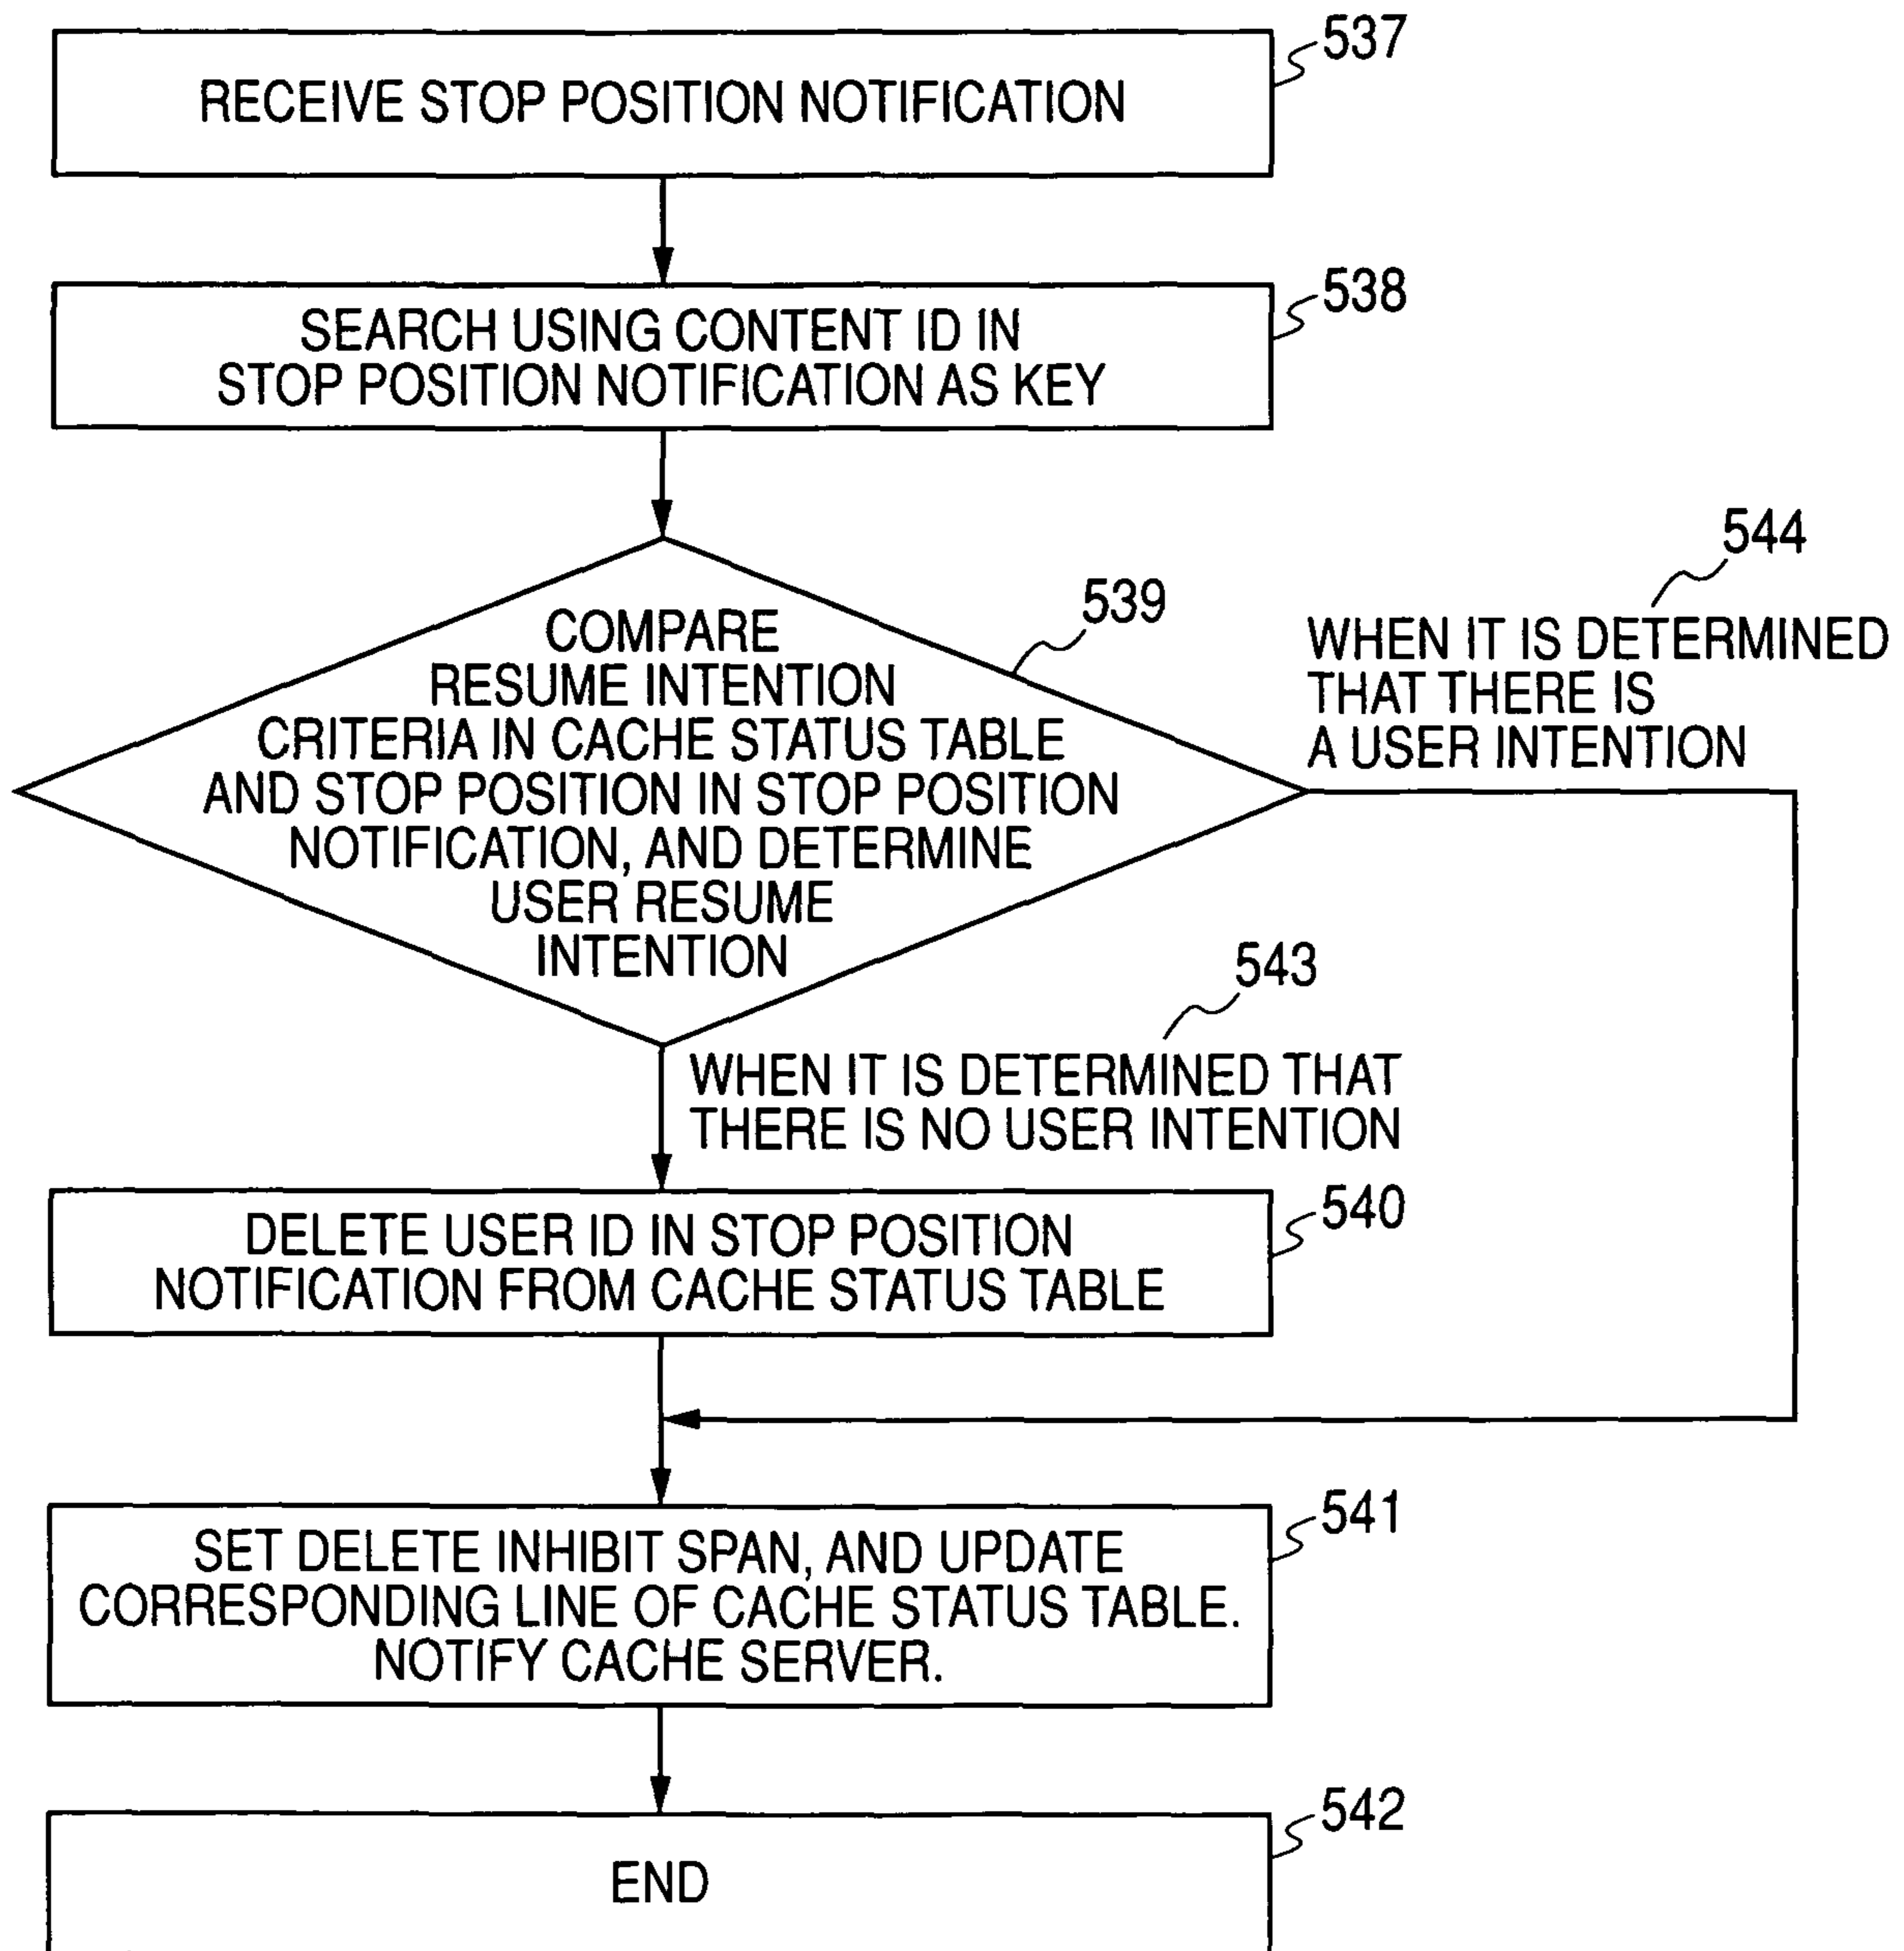 537
RECEIVE STOP POSITION NOTIFICATION
538
SEARCH USING CONTENT ID IN
STOP POSITION NOTIFICATION AS KEY
544
539
WHEN IT IS DETERMINED
THAT THERE IS
A USER INTENTION
COMPARE
RESUME INTENTION
CRITERIA IN CACHE STATUS TABLE
AND STOP POSITION IN STOP POSITION
NOTIFICATION, AND DETERMINE
USER RESUME
INTENTION
543
WHEN IT IS DETERMINED THAT
THERE IS NO USER INTENTION
540
DELETE USER ID IN STOP POSITION
NOTIFICATION FROM CACHE STATUS TABLE
541
SET DELETE INHIBIT SPAN, AND UPDATE
CORRESPONDING LINE OF CACHE STATUS TABLE.
NOTIFY CACHE SERVER.
542
END